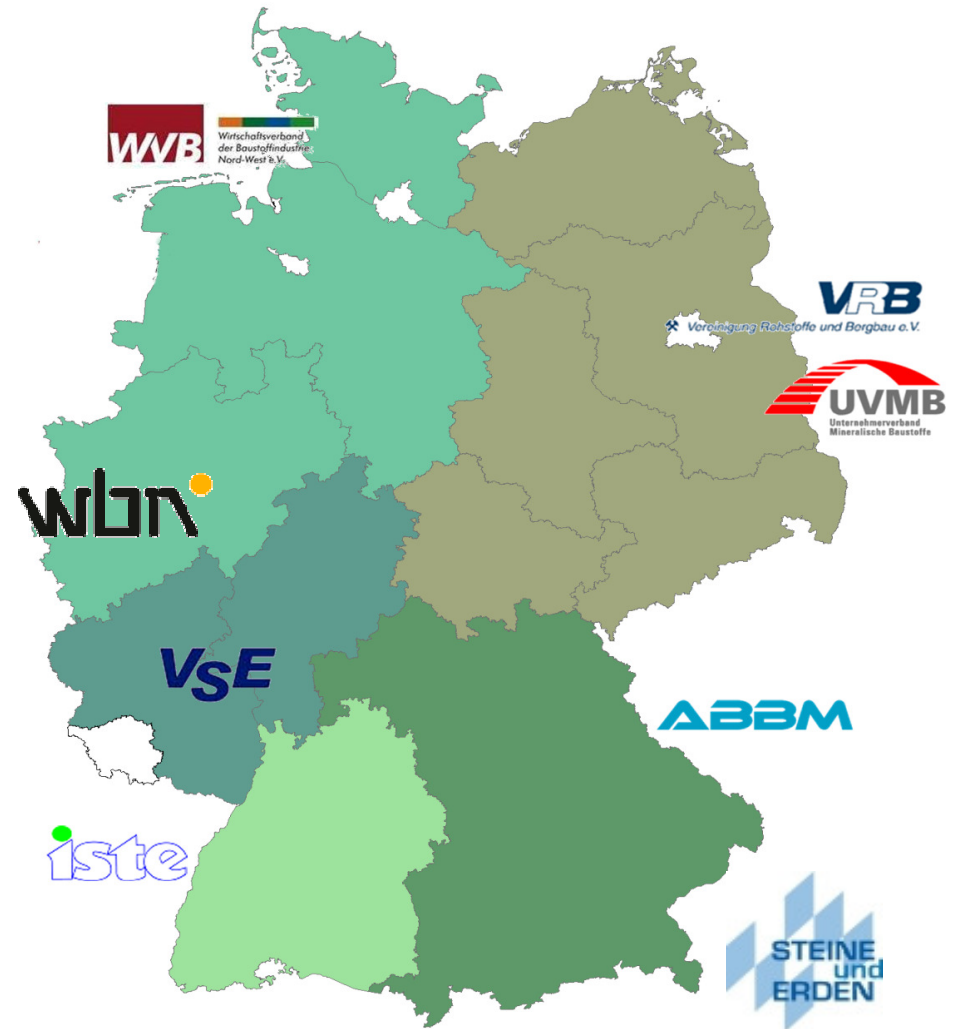 WVB
Wirtschaftsverband
der Baustoffindustrie
Nord-West e.V.
VRB
Vereinigung Rohstoffe und Bergbau e.V.
UVMB
Unternehmerverband
Mineralische Baustoffe
wbn
VSE
ABBM
iste
STEINE
und
ERDEN